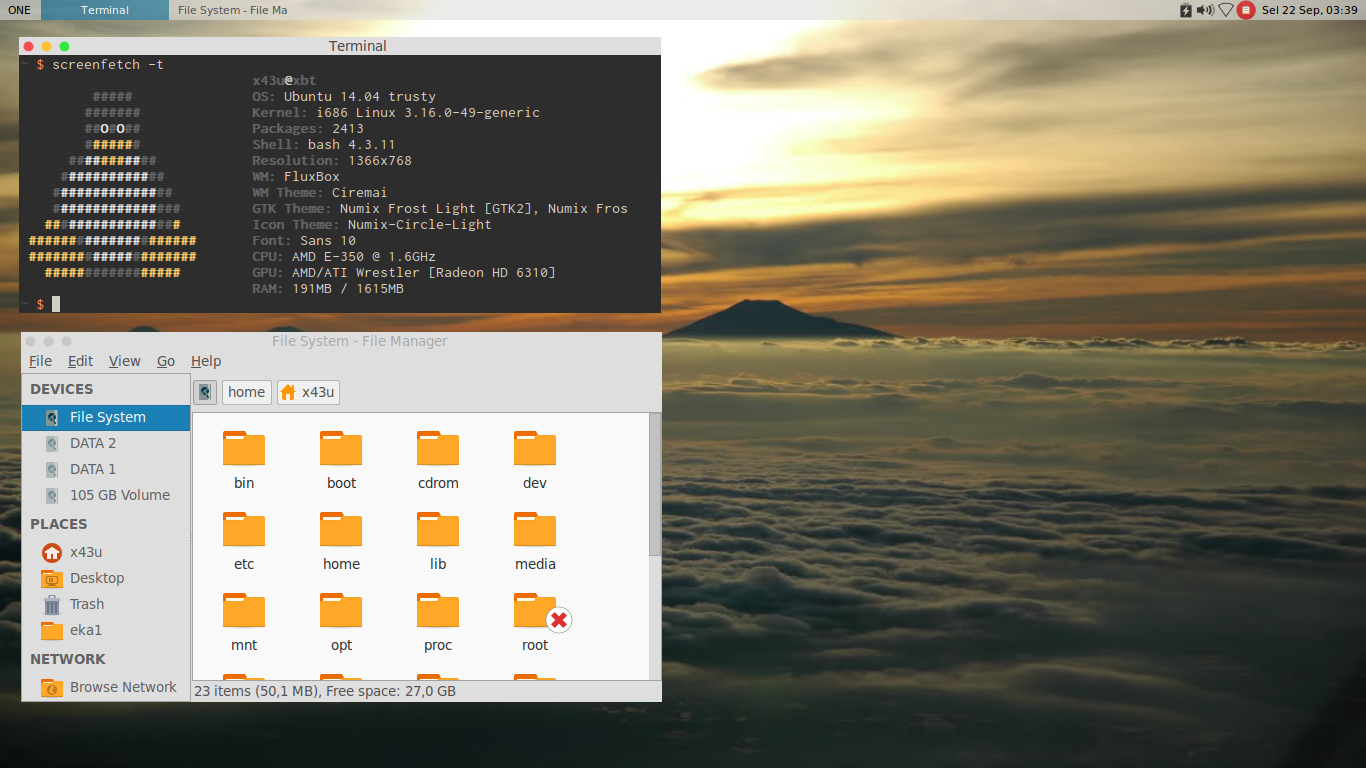 ONE
Terminal
File System - File Ma
Sel 22 Sep, 03:39
Terminal
~ $ screenfetch -t
x43u@xbt
##### OS: Ubuntu 14.04 trusty
####### Kernel: i686 Linux 3.16.0-49-generic
##O#O## Packages: 2413
####### Shell: bash 4.3.11
########### Resolution: 1366x768
############# WM: FluxBox
############### WM Theme: Ciremai
################ GTK Theme: Numix Frost Light [GTK2], Numix Fros
################# Icon Theme: Numix-Circle-Light
##################### Font: Sans 10
##################### CPU: AMD E-350 @ 1.6GHz
################# GPU: AMD/ATI Wrestler [Radeon HD 6310]
RAM: 191MB / 1615MB
~ $
File System - File Manager
File Edit View Go Help
DEVICES
File System
DATA 2
DATA 1
105 GB Volume
PLACES
x43u
Desktop
Trash
eka1
NETWORK
Browse Network
home x43u
bin boot cdrom dev
etc home lib media
mnt opt proc root
23 items (50,1 MB), Free space: 27,0 GB